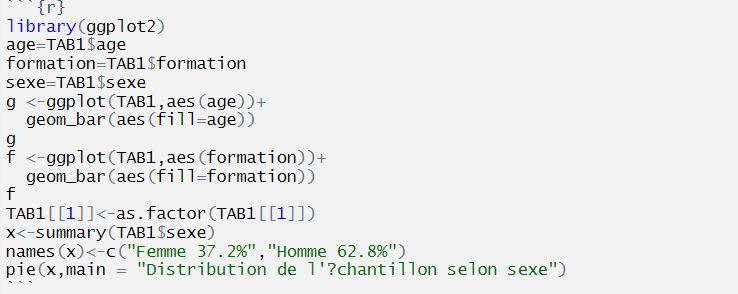 ```{r}
library(ggplot2)
age=TAB1$age
formation=TAB1$formation
sexe=TAB1$sexe
g <-ggplot(TAB1,aes(age))+
  geom_bar(aes(fill=age))
g
f <-ggplot(TAB1,aes(formation))+
  geom_bar(aes(fill=formation))
f
TAB1[[1]]<-as.factor(TAB1[[1]])
x<-summary(TAB1$sexe)
names(x)<-c("Femme 37.2%","Homme 62.8%")
pie(x,main = "Distribution de l'?chantillon selon sexe")
```